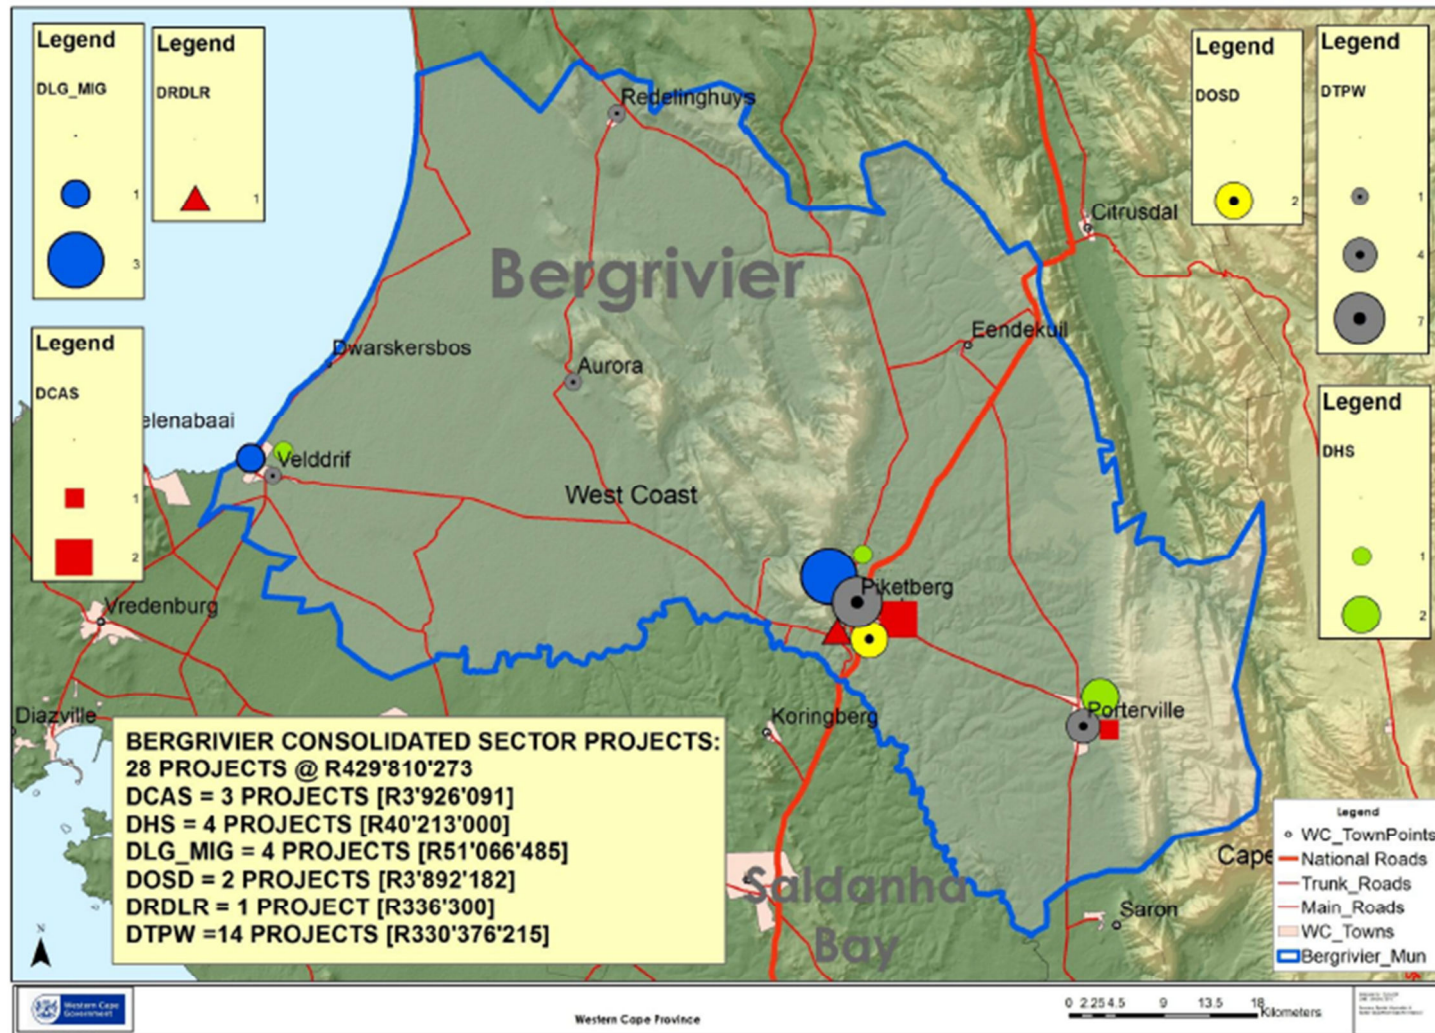 Legend
DLG_MIG
1
3
Legend
DRDLR
1
Legend
DOSD
2
Legend
DTPW
1
4
7
Legend
DCAS
1
2
Legend
DHS
1
2
Redelinghuys
Citrusdal
Bergrivier
Eendekuil
Dwarskersbos
Aurora
elenabaai
Velddrif
West Coast
Piketberg
Vredenburg
Porterville
Diazville
Koringberg
Saldanha
Bay
Cape
Saron
BERGRIVIER CONSOLIDATED SECTOR PROJECTS:
28 PROJECTS @ R429'810'273
DCAS = 3 PROJECTS [R3'926'091]
DHS = 4 PROJECTS [R40'213'000]
DLG_MIG = 4 PROJECTS [R51'066'485]
DOSD = 2 PROJECTS [R3'892'182]
DRDLR = 1 PROJECT [R336'300]
DTPW =14 PROJECTS [R330'376'215]
Legend
WC_TownPoints
National Roads
Trunk_Roads
Main_Roads
WC_Towns
Bergrivier_Mun
N
Western Cape
Government
Western Cape Province
0 2.25 4.5 9 13.5 18
Kilometers